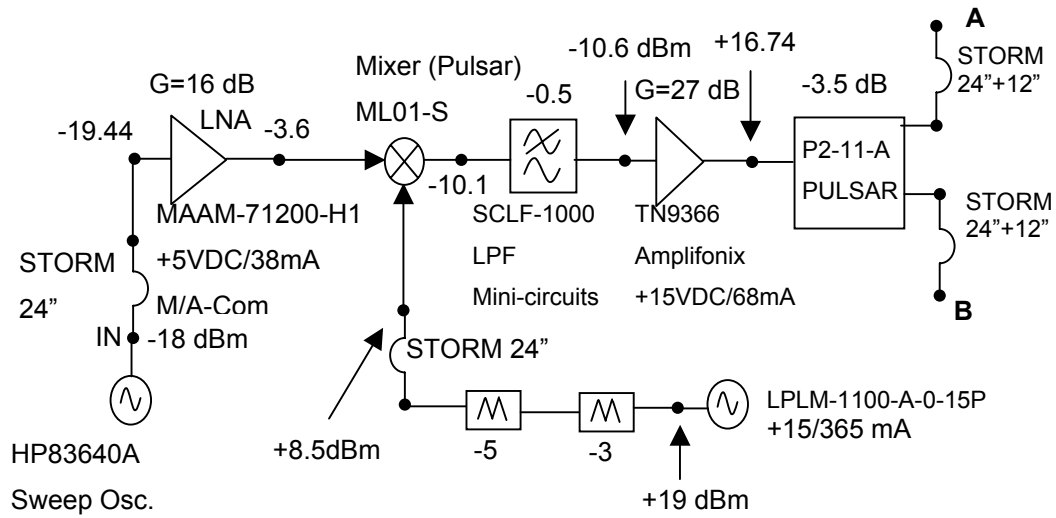 A
STORM
24”+12”
-10.6 dBm
+16.74
Mixer (Pulsar)
ML01-S
G=16 dB
LNA
-0.5
G=27 dB
-3.5 dB
-19.44
-3.6
-10.1
P2-11-A
PULSAR
MAAM-71200-H1
+5VDC/38mA
M/A-Com
SCLF-1000
LPF
Mini-circuits
TN9366
Amplifonix
+15VDC/68mA
STORM
24”+12”
B
STORM
24”
IN
-18 dBm
STORM 24”
HP83640A
Sweep Osc.
+8.5dBm
-5
-3
+19 dBm
LPLM-1100-A-0-15P
+15/365 mA